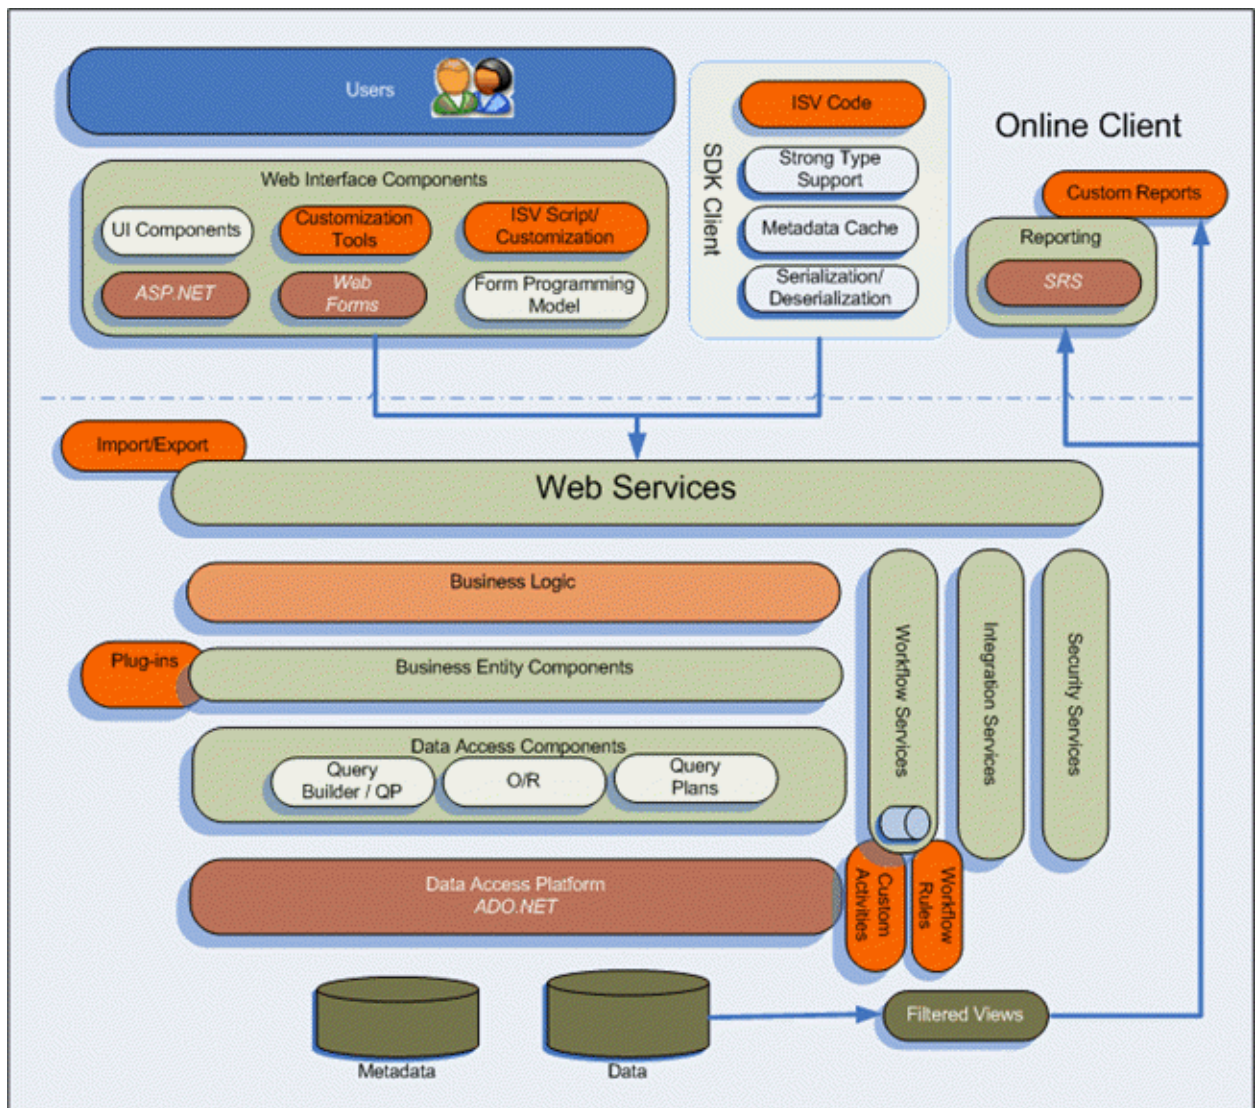 Users
Web Interface Components
UI Components
Customization
Tools
ISV Script/
Customization
ASP.NET
Web
Forms
Form Programming
Model
SDK Client
ISV Code
Strong Type
Support
Metadata Cache
Serialization/
Deserialization
Online Client
Custom Reports
Reporting
SRS
Import/Export
Web Services
Business Logic
Plug-ins
Business Entity Components
Data Access Components
Query
Builder / QP
O/R
Query
Plans
Data Access Platform
ADO.NET
Workflow Services
Integration Services
Security Services
Custom
Activities
Workflow
Rules
Metadata
Data
Filtered Views